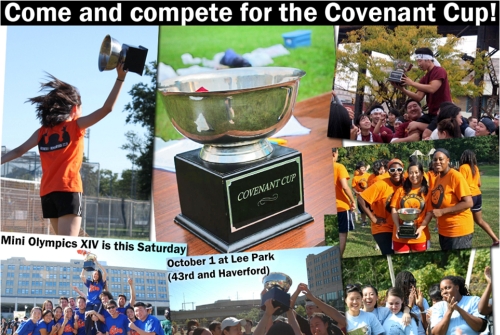 Come and compete for the Covenant Cup!
COVENANT CUP
Mini Olympics XIV is this Saturday
October 1 at Lee Park
(43rd and Haverford)